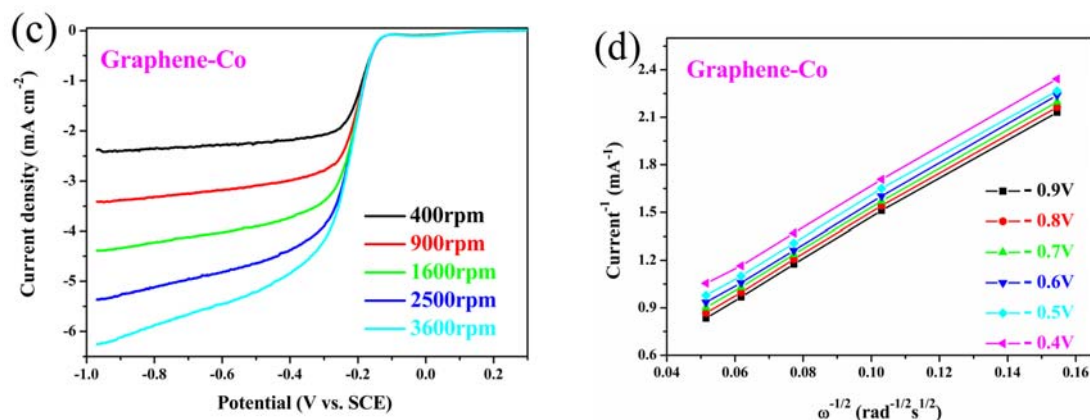 (c)
Graphene-Co
Current density (mA cm⁻²)
0
-1
-2
-3
-4
-5
-6
400rpm
900rpm
1600rpm
2500rpm
3600rpm
-1.0 -0.8 -0.6 -0.4 -0.2 0.0 0.2
Potential (V vs. SCE)
(d)
Graphene-Co
Current⁻¹ (mA⁻¹)
2.4
2.1
1.8
1.5
1.2
0.9
0.6
- 0.9V
- 0.8V
- 0.7V
- 0.6V
- 0.5V
- 0.4V
0.04 0.06 0.08 0.10 0.12 0.14 0.16
ω⁻¹/² (rad⁻¹/²s¹/²)